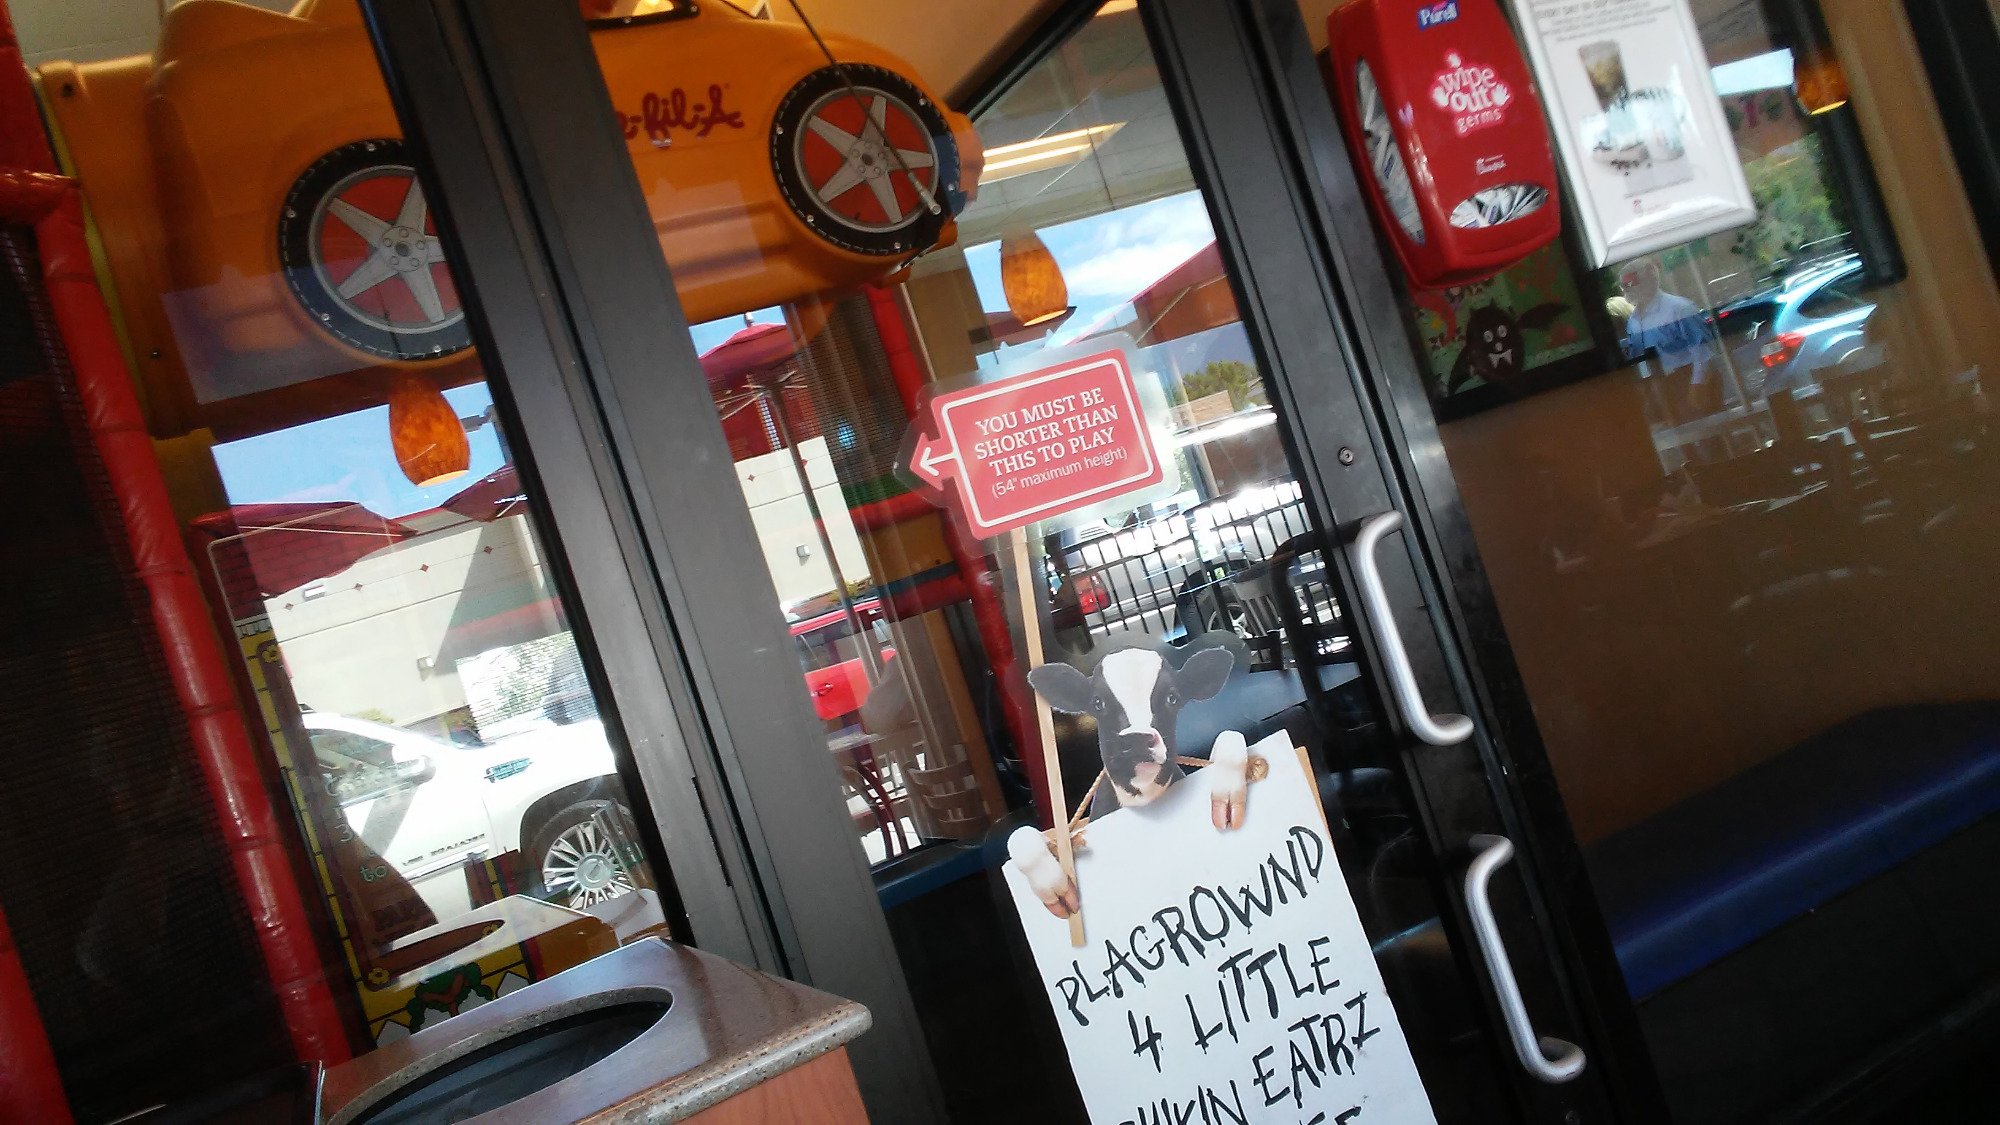 -fil-A
Purell
wipe
out
germs
YOU MUST BE
SHORTER THAN
THIS TO PLAY
(54" maximum height)
PLAGROWND
4 LITTLE
EATRZ
to